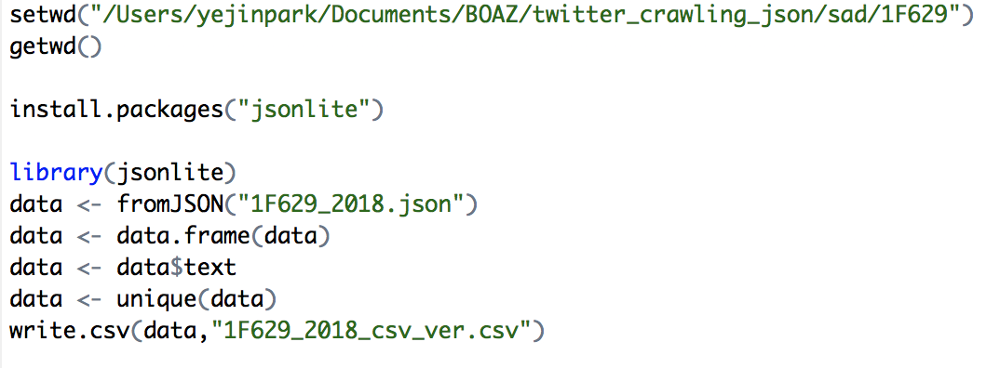 setwd("/Users/yejinpark/Documents/BOAZ/twitter_crawling_json/sad/1F629")
getwd()
install.packages("jsonlite")
library(jsonlite)
data <- fromJSON("1F629_2018.json")
data <- data.frame(data)
data <- data$text
data <- unique(data)
write.csv(data,"1F629_2018_csv_ver.csv")